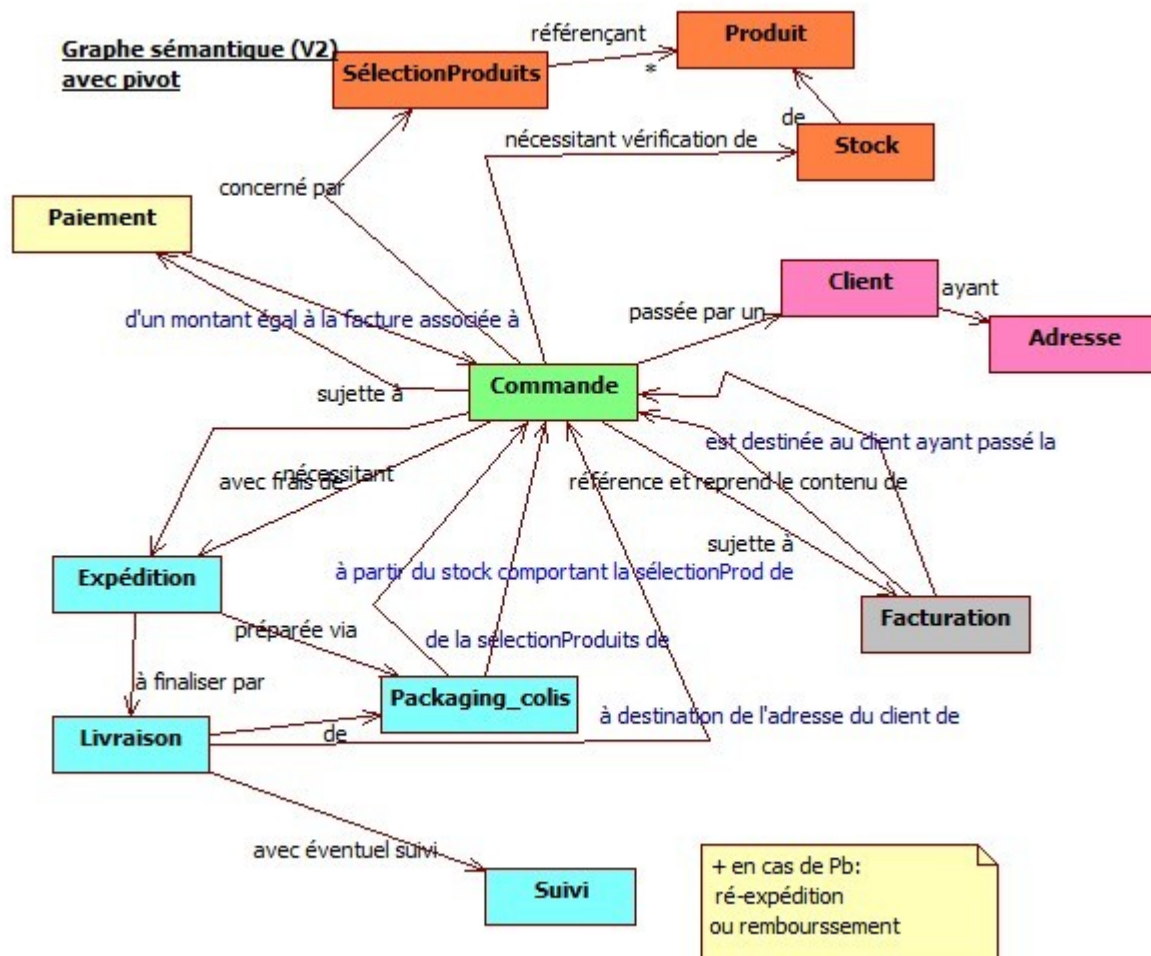 Graphe sémantique (V2)
avec pivot
référençant
Produit
SélectionProduits
*
de
nécessitant vérification de
Stock
concerné par
Paiement
Client
ayant
passée par un
d'un montant égal à la facture associée à
Adresse
Commande
sujette à
est destinée au client ayant passé la
nécessitant
avec frais de
référence et reprend le contenu de
sujette à
Expédition
à partir du stock comportant la sélectionProd de
Facturation
préparée via
de la sélectionProduits de
à finaliser par
Packaging_colis
à destination de l'adresse du client de
Livraison
de
avec éventuel suivi
Suivi
+ en cas de Pb:
ré-expédition
ou rembourssement